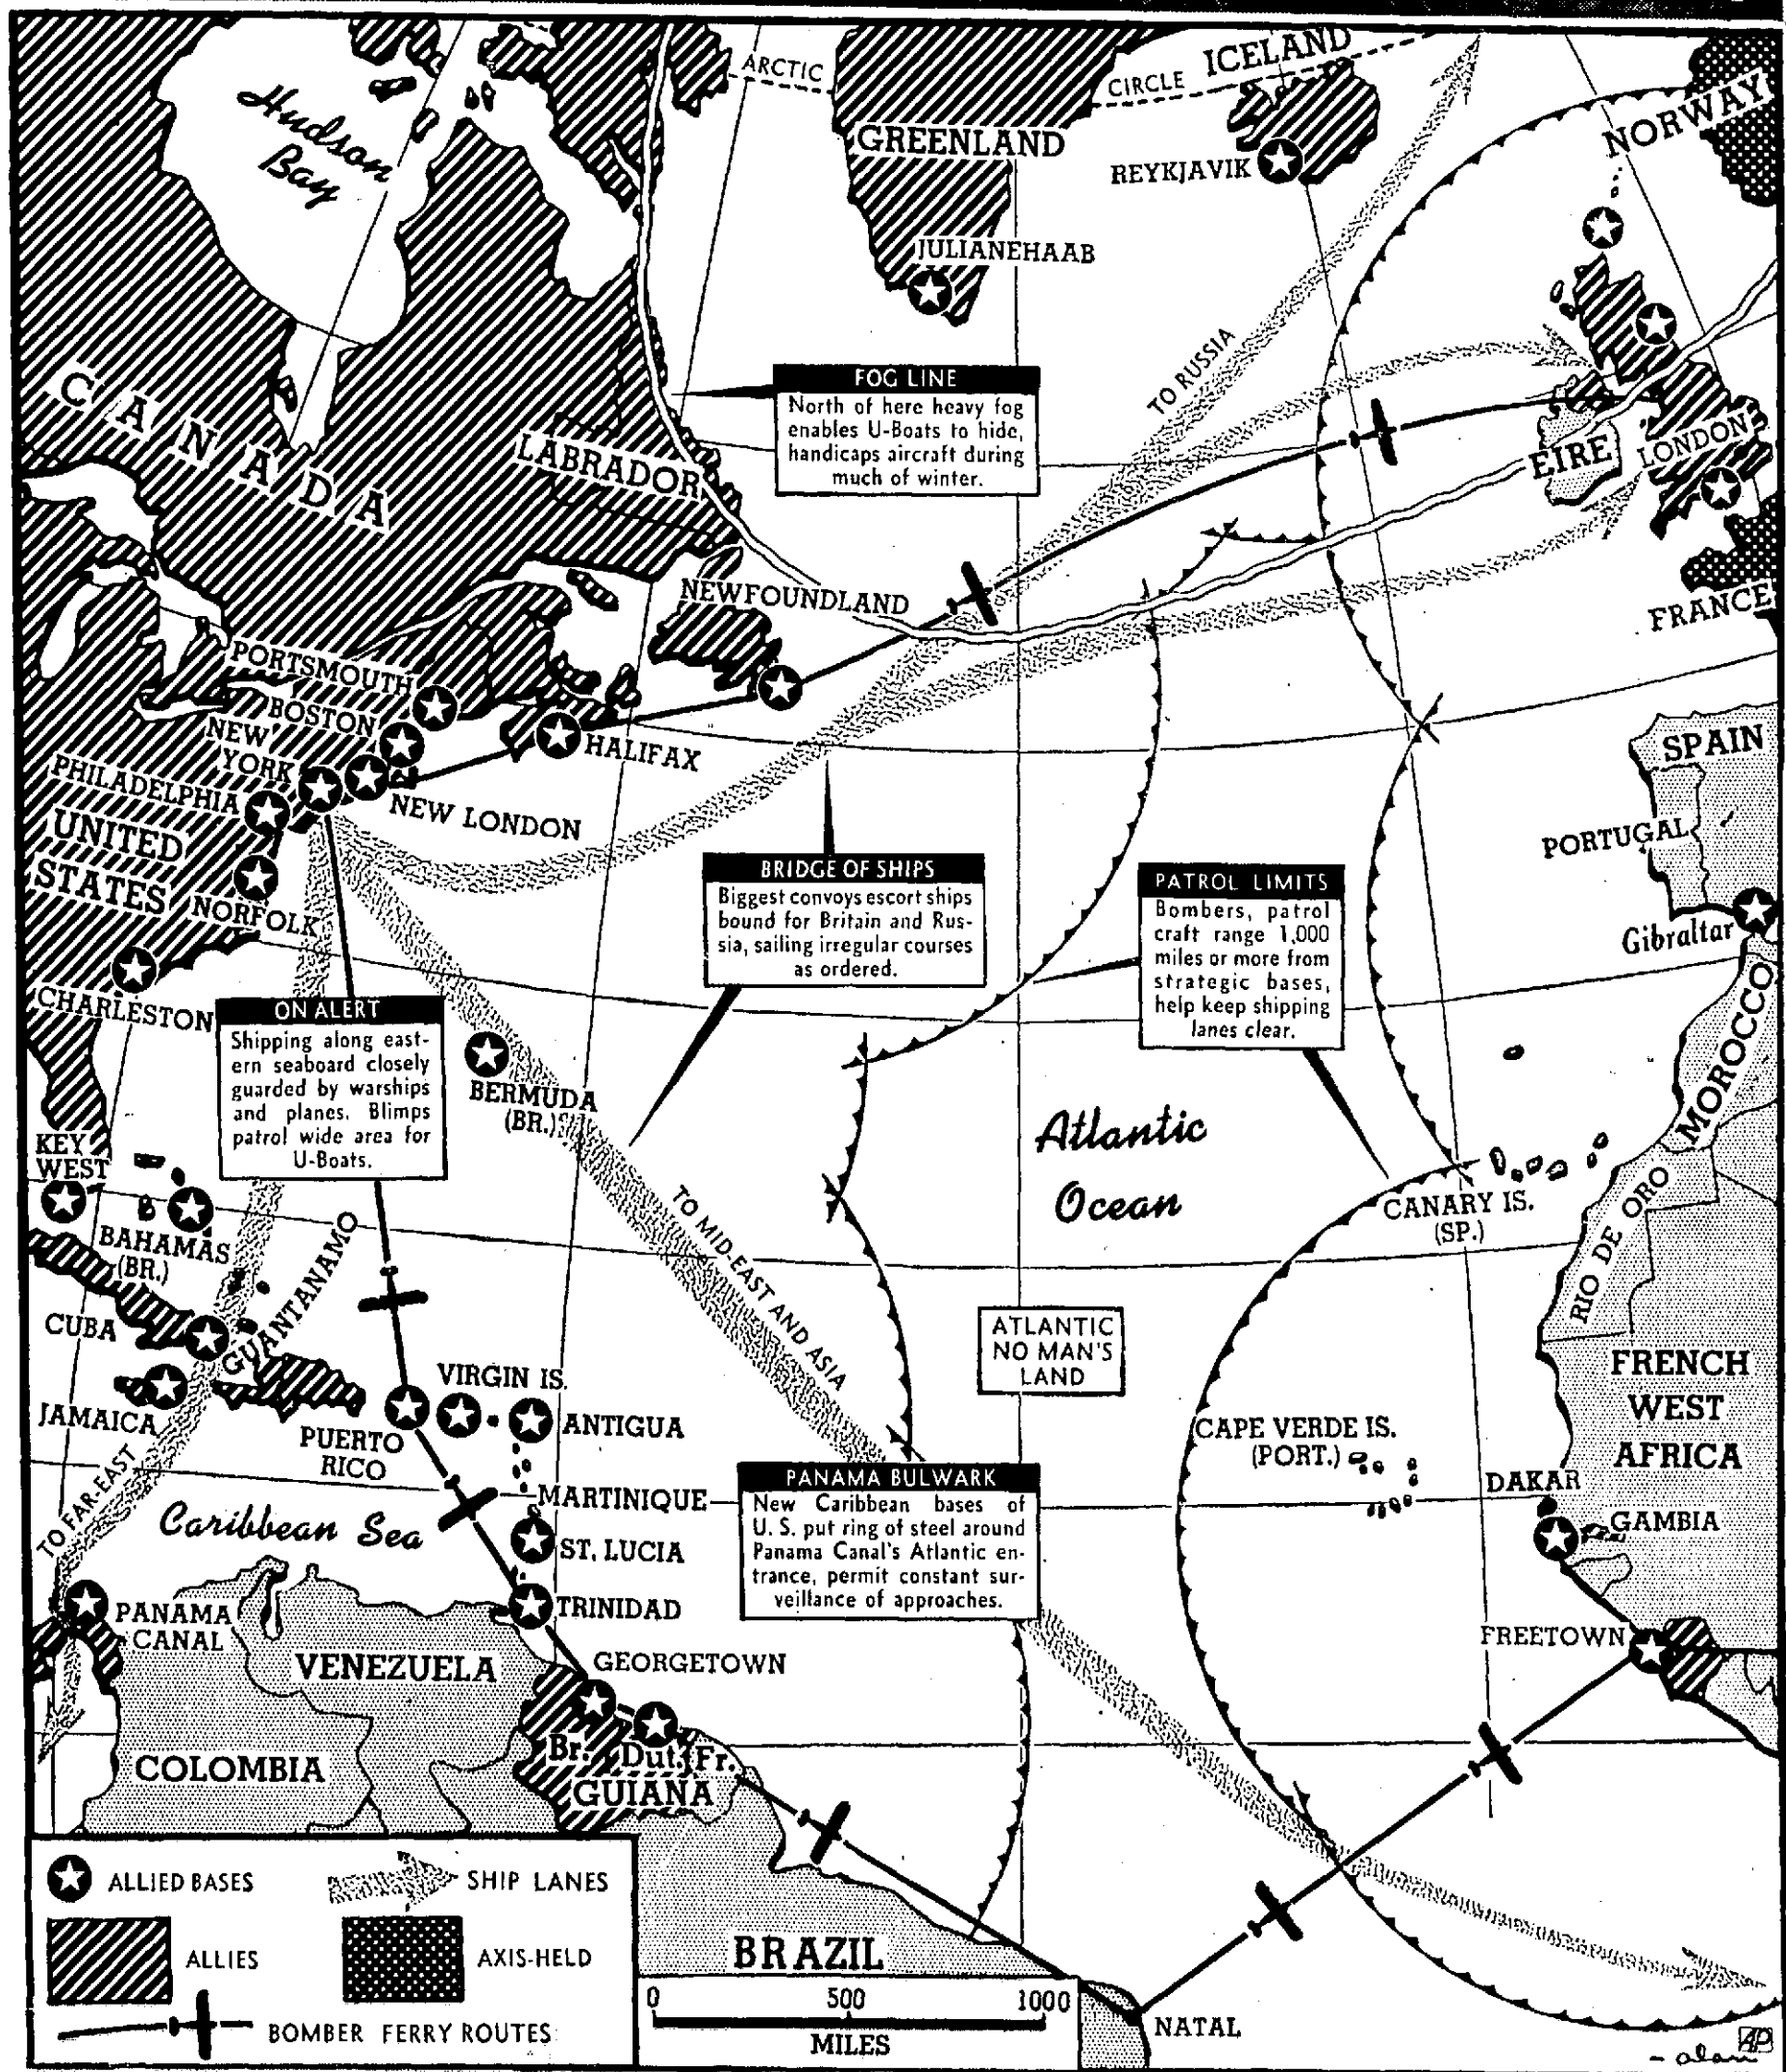 ARCTIC
CIRCLE
ICELAND
Hudson
Bay
GREENLAND
NORWAY
REYKJAVIK
JULIANEHAAB
TO RUSSIA
CANADA
FOG LINE
North of here heavy fog
enables U-Boats to hide,
handicaps aircraft during
much of winter.
LABRADOR
EIRE
LONDON
NEWFOUNDLAND
FRANCE
PORTSMOUTH
BOSTON
NEW
YORK
HALIFAX
PHILADELPHIA
NEW LONDON
SPAIN
UNITED
STATES
PORTUGAL
NORFOLK
BRIDGE OF SHIPS
Biggest convoys escort ships
bound for Britain and Rus-
sia, sailing irregular courses
as ordered.
PATROL LIMITS
Bombers, patrol
craft range 1,000
miles or more from
strategic bases,
help keep shipping
lanes clear.
Gibraltar
CHARLESTON
ON ALERT
Shipping along east-
ern seaboard closely
guarded by warships
and planes. Blimps
patrol wide area for
U-Boats.
BERMUDA
(BR.)
MOROCCO
Atlantic
Ocean
KEY
WEST
BAHAMAS
(BR.)
TO MID-EAST AND ASIA
CANARY IS.
(SP.)
RIO DE ORO
CUBA
GUANTANAMO
ATLANTIC
NO MAN'S
LAND
FRENCH
WEST
AFRICA
JAMAICA
VIRGIN IS.
ANTIGUA
PUERTO
RICO
CAPE VERDE IS.
(PORT.)
DAKAR
TO FAR-EAST
Caribbean Sea
MARTINIQUE
PANAMA BULWARK
New Caribbean bases of
U. S. put ring of steel around
Panama Canal's Atlantic en-
trance, permit constant sur-
veillance of approaches.
GAMBIA
ST. LUCIA
TRINIDAD
PANAMA
CANAL
FREETOWN
VENEZUELA
GEORGETOWN
COLOMBIA
Br. Dut. Fr.
GUIANA
ALLIED BASES
SHIP LANES
ALLIES
AXIS-HELD
BOMBER FERRY ROUTES
BRAZIL
0 500 1000
MILES
NATAL
AP
- alan